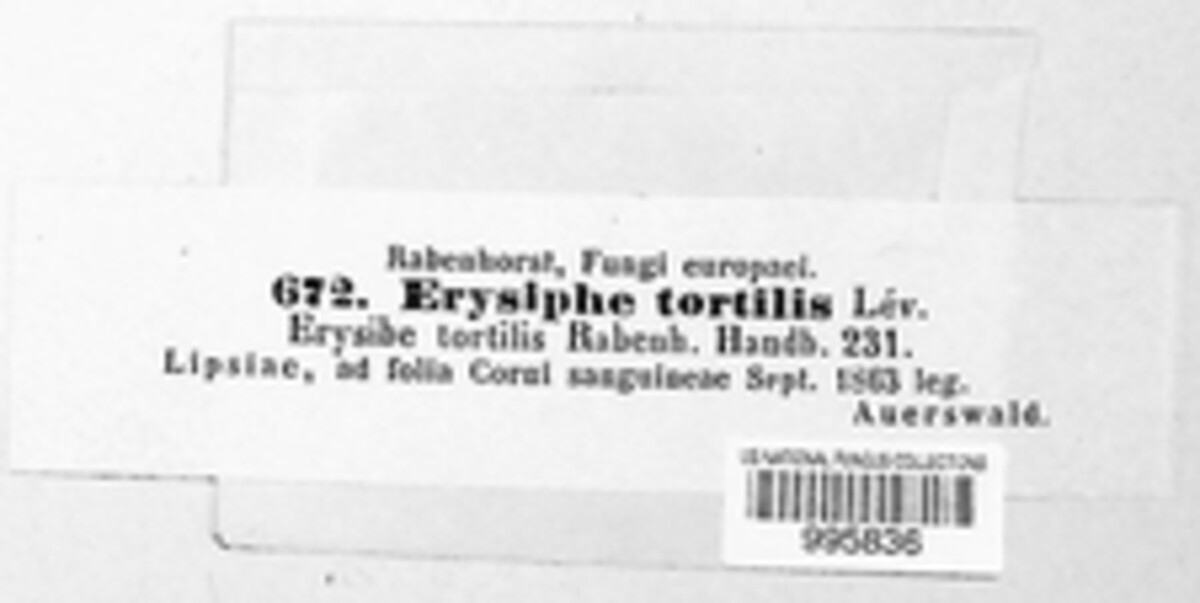 Rabenhorst, Fungi europaei.
672. Erysiphe tortilis Lév.
Erysibe tortilis Rabenh. Handb. 231.
Lipsiae, ad folia Corni sanguineae Sept. 1863 leg.
Auerswald.
US NATIONAL FUNGUS COLLECTIONS
995836